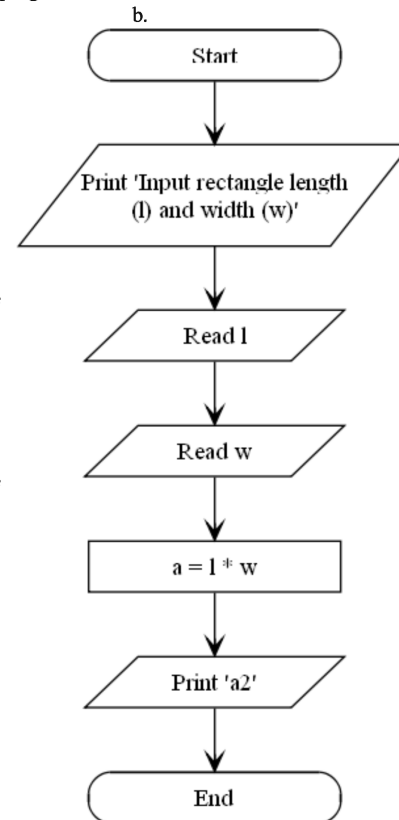 b.
Start
Print 'Input rectangle length
(l) and width (w)'
Read l
Read w
a = l * w
Print 'a2'
End